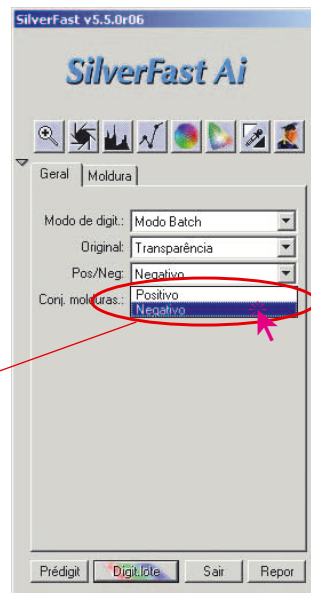 SilverFast v5.5.0r06
SilverFast Ai
Geral Moldura
Modo de digit.: Modo Batch
Original: Transparência
Pos/Neg: Negativo
Conj. molduras.: Positivo
Negativo
Prédigit Digit.lote Sair Repor